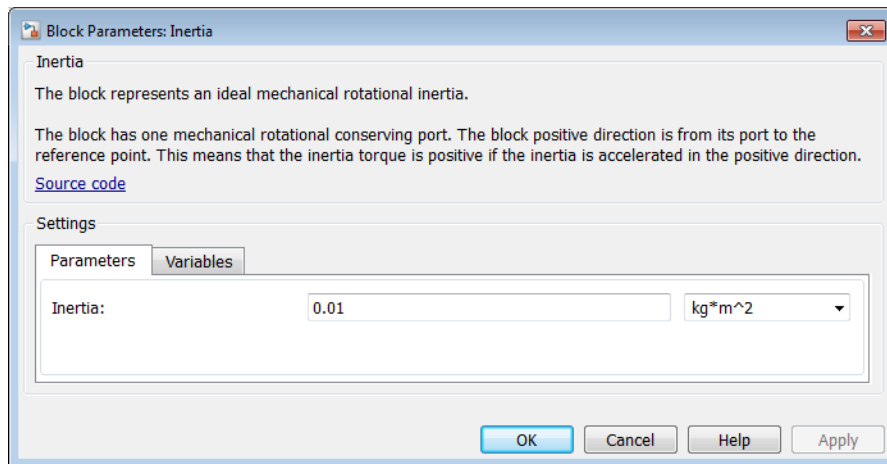 Block Parameters: Inertia
Inertia
The block represents an ideal mechanical rotational inertia.
The block has one mechanical rotational conserving port. The block positive direction is from its port to the
reference point. This means that the inertia torque is positive if the inertia is accelerated in the positive direction.
Source code
Settings
Parameters Variables
Inertia: 0.01 kg*m^2
OK Cancel Help Apply